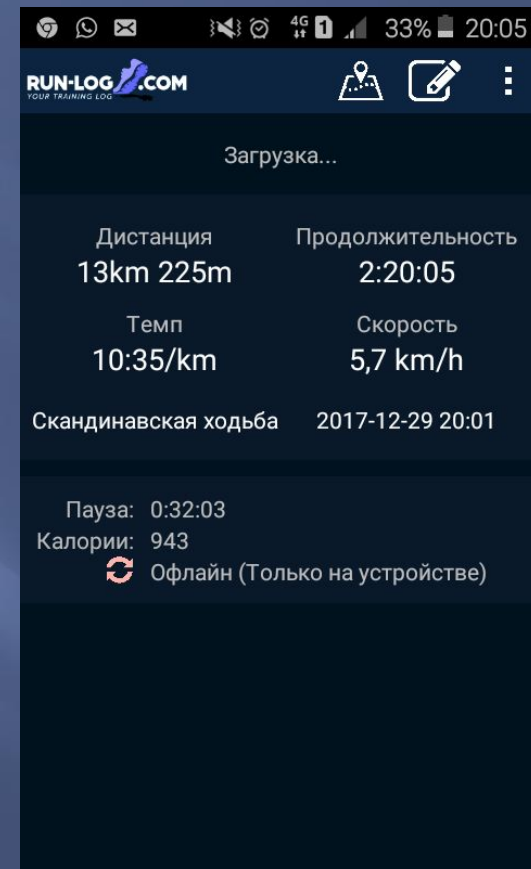 4G 1 33% 20:05
RUN-LOG.COM
YOUR TRAINING LOG
Загрузка...
Дистанция Продолжительность
13km 225m 2:20:05
Темп Скорость
10:35/km 5,7 km/h
Скандинавская ходьба 2017-12-29 20:01
Пауза: 0:32:03
Калории: 943
Офлайн (Только на устройстве)